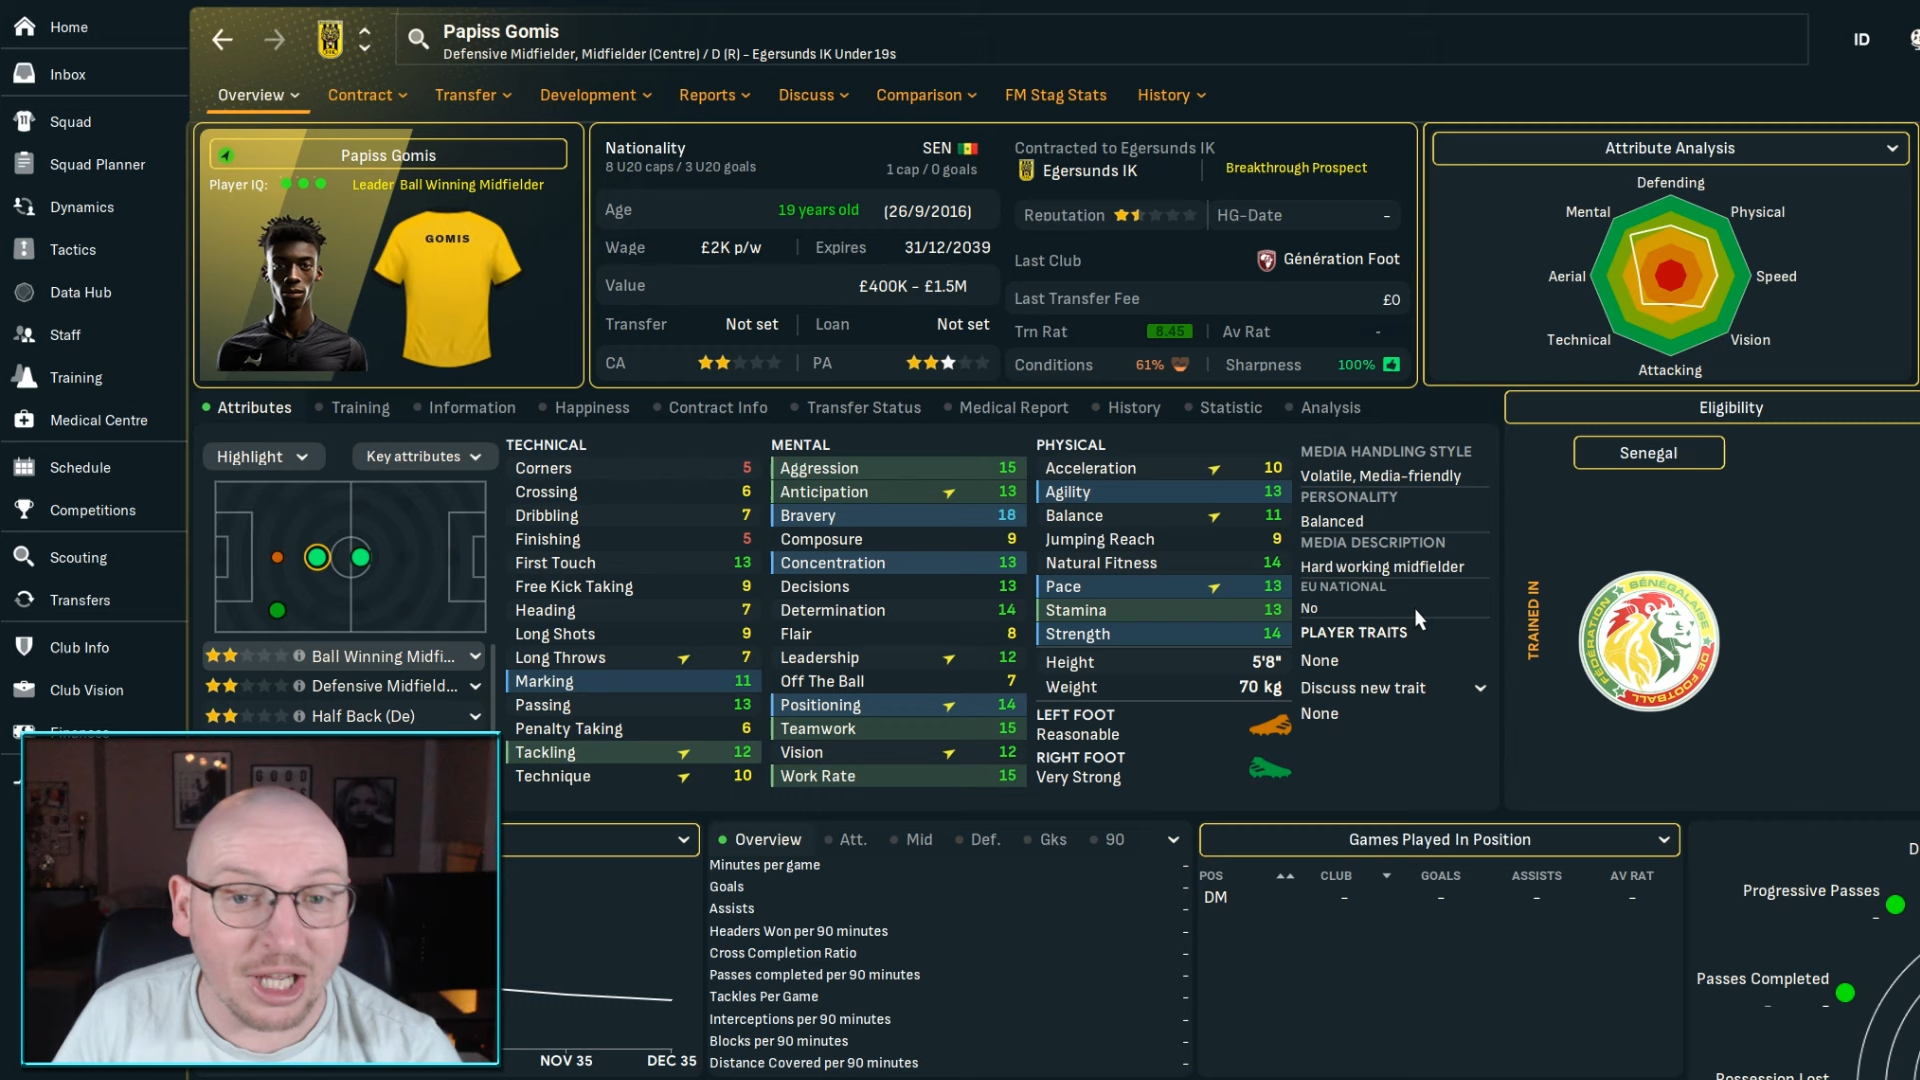 Home
Inbox
Squad
Squad Planner
Dynamics
Tactics
Data Hub
Staff
Training
Medical Centre
Schedule
Competitions
Scouting
Transfers
Club Info
Club Vision
Papiss Gomis
Defensive Midfielder, Midfielder (Centre) / D (R) - Egersunds IK Under 19s
ID
Overview
Contract
Transfer
Development
Reports
Discuss
Comparison
FM Stag Stats
History
Papiss Gomis
Player IQ:
Leader Ball Winning Midfielder
GOMIS
Nationality SEN
8 U20 caps / 3 U20 goals 1 cap / 0 goals
Age 19 years old (26/9/2016)
Wage £2K p/w Expires 31/12/2039
Value £400K - £1.5M
Transfer Not set Loan Not set
CA PA
Contracted to Egersunds IK
Egersunds IK Breakthrough Prospect
Reputation HG-Date -
Last Club Génération Foot
Last Transfer Fee £0
Trn Rat 8.45 Av Rat -
Conditions 61% Sharpness 100%
Attribute Analysis
Defending
Mental Physical
Aerial Speed
Technical Vision
Attacking
Attributes Training Information Happiness Contract Info Transfer Status Medical Report History Statistic Analysis
Highlight Key attributes
Ball Winning Midfi...
Defensive Midfield...
Half Back (De)
TECHNICAL
Corners 5
Crossing 6
Dribbling 7
Finishing 5
First Touch 13
Free Kick Taking 9
Heading 7
Long Shots 9
Long Throws 7
Marking 11
Passing 13
Penalty Taking 6
Tackling 12
Technique 10
MENTAL
Aggression 15
Anticipation 13
Bravery 18
Composure 9
Concentration 13
Decisions 13
Determination 14
Flair 8
Leadership 12
Off The Ball 7
Positioning 14
Teamwork 15
Vision 12
Work Rate 15
PHYSICAL
Acceleration 10
Agility 13
Balance 11
Jumping Reach 9
Natural Fitness 14
Pace 13
Stamina 13
Strength 14
Height 5'8"
Weight 70 kg
LEFT FOOT
Reasonable
RIGHT FOOT
Very Strong
MEDIA HANDLING STYLE
Volatile, Media-friendly
PERSONALITY
Balanced
MEDIA DESCRIPTION
Hard working midfielder
EU NATIONAL
No
PLAYER TRAITS
None
Discuss new trait
None
Eligibility
Senegal
TRAINED IN
NOV 35 DEC 35
Overview Att. Mid Def. Gks 90
Minutes per game -
Goals -
Assists -
Headers Won per 90 minutes -
Cross Completion Ratio -
Passes completed per 90 minutes -
Tackles Per Game -
Interceptions per 90 minutes -
Blocks per 90 minutes -
Distance Covered per 90 minutes -
Games Played In Position
POS CLUB GOALS ASSISTS AV RAT
DM - - - -
Progressive Passes
-
Passes Completed
- -